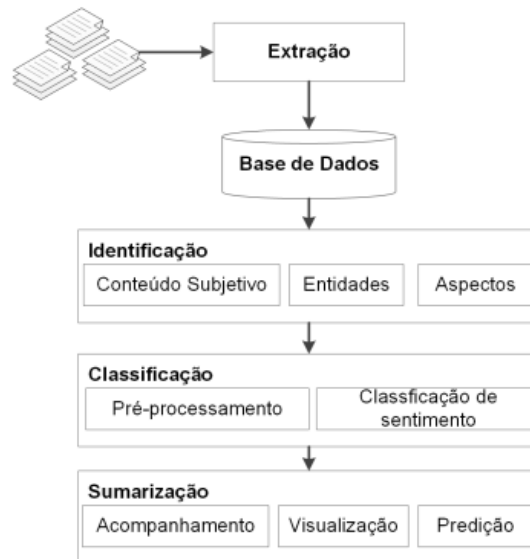 Extração
Base de Dados
Identificação
Conteúdo Subjetivo
Entidades
Aspectos
Classificação
Pré-processamento
Classficação de
sentimento
Sumarização
Acompanhamento
Visualização
Predição